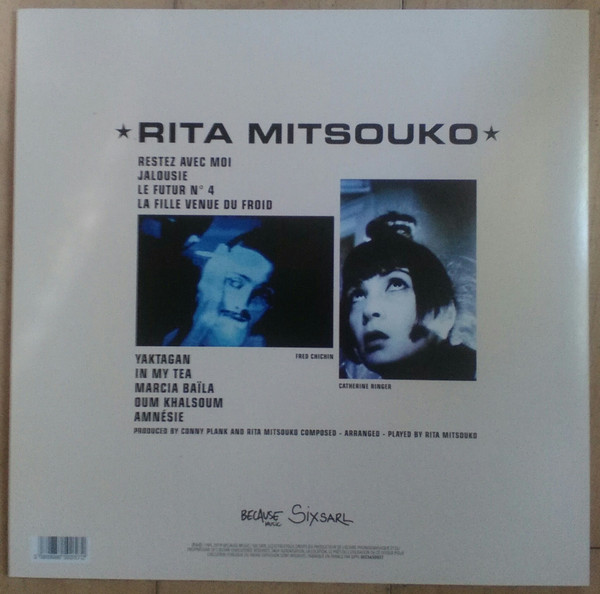 ★RITA MITSOUKO★
RESTEZ AVEC MOI
JALOUSIE
LE FUTUR N° 4
LA FILLE VENUE DU FROID
FRED CHICHIN
CATHERINE RINGER
YAKTAGAN
IN MY TEA
MARCIA BAÏLA
OUM KHALSOUM
AMNÉSIE
PRODUCED BY CONNY PLANK AND RITA MITSOUKO COMPOSED - ARRANGED - PLAYED BY RITA MITSOUKO
BECAUSE SIXSARL
MUSIC